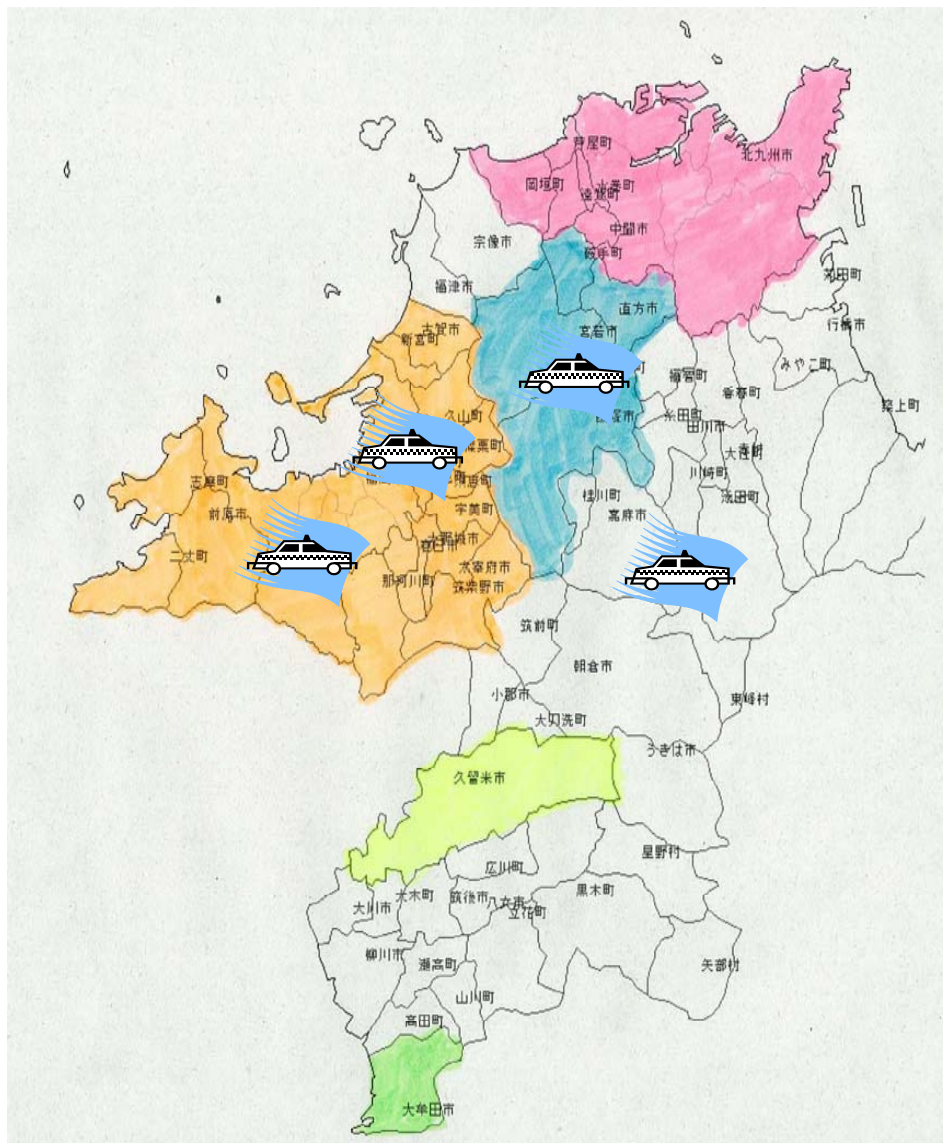 芦屋町
北九州市
岡垣町
水巻町
遠賀町
中間市
宗像市
鞍手町
苅田町
福津市
直方市
行橋市
古賀市
宮若市
新宮町
みやこ町
福智町
香春町
築上町
久山町
糸田町
田川市
篠栗町
大任町
川崎町
志摩町
須恵町
桂川町
添田町
前原市
宇美町
嘉麻市
大野城市
春日市
二丈町
太宰府市
那珂川町
筑紫野市
筑前町
朝倉市
小郡市
東峰村
大刀洗町
うきは市
久留米市
星野村
広川町
黒木町
大木町
筑後市
八女市
大川市
立花町
柳川市
瀬高町
矢部村
山川町
高田町
大牟田市